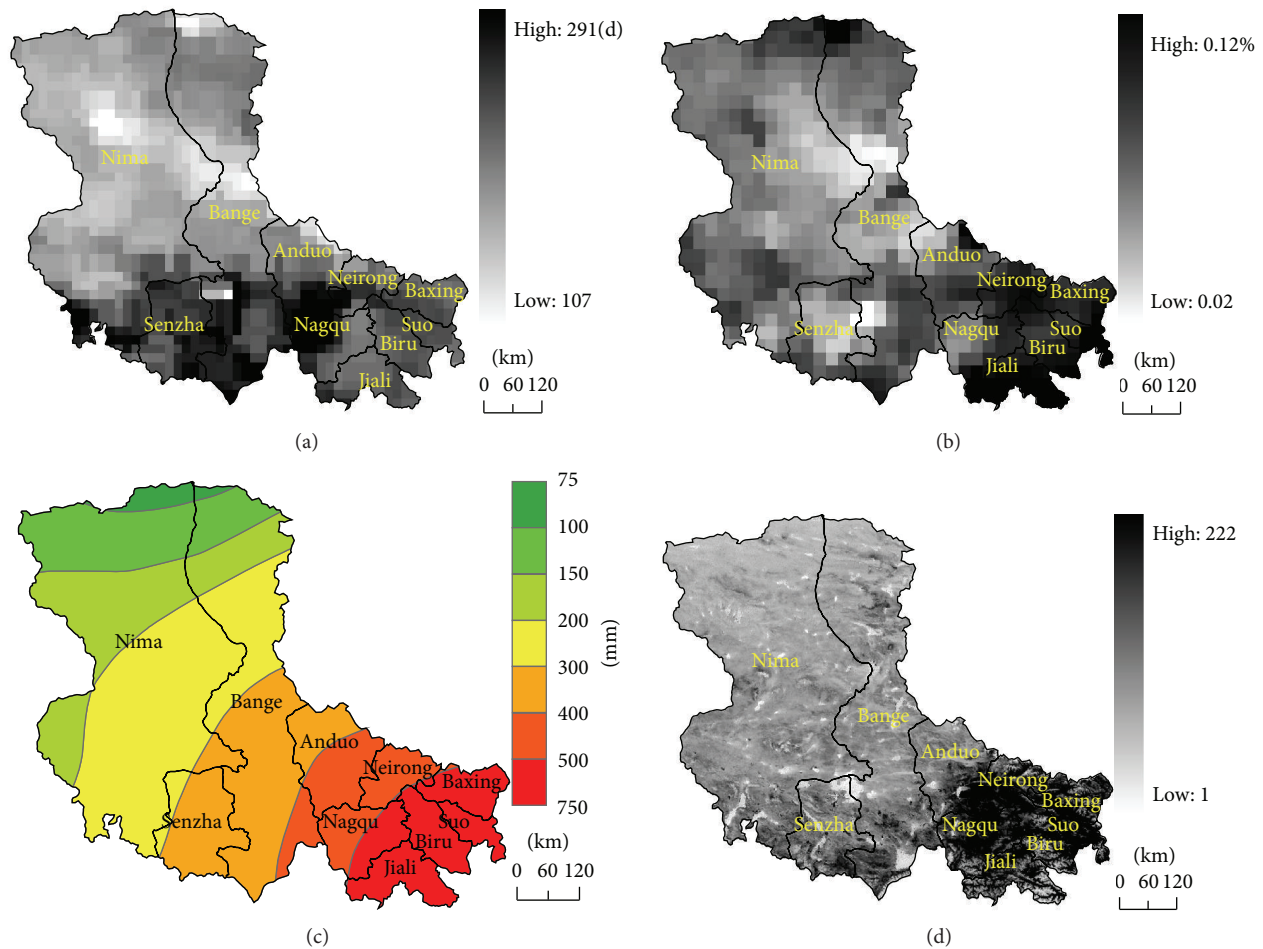 High: 291(d)
Nima
Bange
Anduo
Neirong
Baxing
Senzha
Nagqu
Suo
Biru
Jiali
Low: 107
(km)
0 60 120
(a)
High: 0.12%
Nima
Bange
Anduo
Neirong
Baxing
Senzha
Nagqu
Suo
Biru
Jiali
Low: 0.02
(km)
0 60 120
(b)
75
100
150
200
300
400
500
750
(mm)
Nima
Bange
Anduo
Neirong
Baxing
Senzha
Nagqu
Suo
Biru
Jiali
(km)
0 60 120
(c)
High: 222
Nima
Bange
Anduo
Neirong
Baxing
Senzha
Nagqu
Suo
Biru
Jiali
Low: 1
(km)
0 60 120
(d)